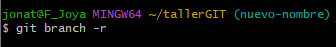 jonat@F_Joya MINGW64 ~/tallerGIT (nuevo-nombre)
$ git branch -r